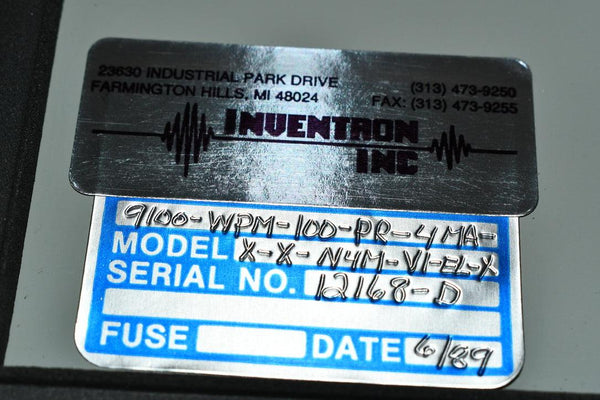 23630 INDUSTRIAL PARK DRIVE (313) 473-9250
FARMINGTON HILLS, MI 48024 FAX: (313) 473-9255
INVENTRON
INC
9100-WPM-100-PR-4MA-
MODEL X-X-N4M-V1-EL-X
SERIAL NO. 12168-D
FUSE DATE 6/89